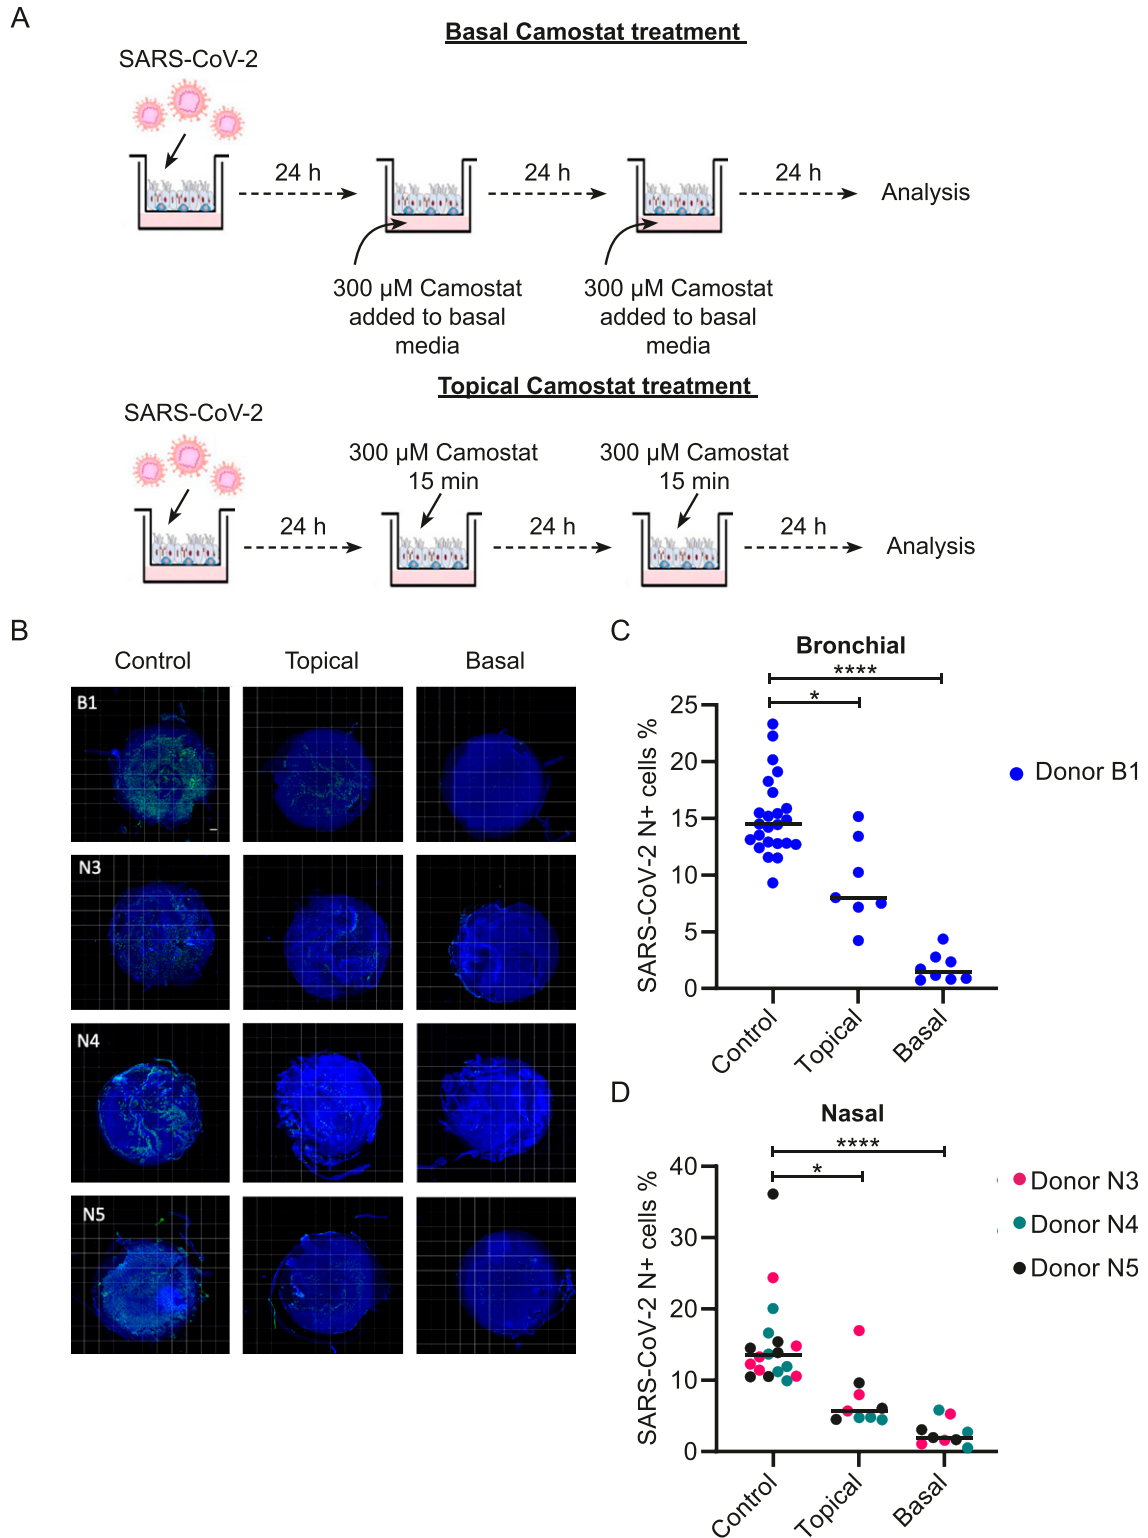 A
Basal Camostat treatment
SARS-CoV-2
24 h
24 h
24 h
Analysis
300 µM Camostat
added to basal
media
300 µM Camostat
added to basal
media
Topical Camostat treatment
SARS-CoV-2
300 µM Camostat
15 min
300 µM Camostat
15 min
24 h
24 h
24 h
Analysis
B
Control
Topical
Basal
B1
N3
N4
N5
C
Bronchial
****
*
SARS-CoV-2 N+ cells %
25
20
15
10
5
0
Control
Topical
Basal
Donor B1
D
Nasal
****
*
SARS-CoV-2 N+ cells %
40
30
20
10
0
Control
Topical
Basal
Donor N3
Donor N4
Donor N5